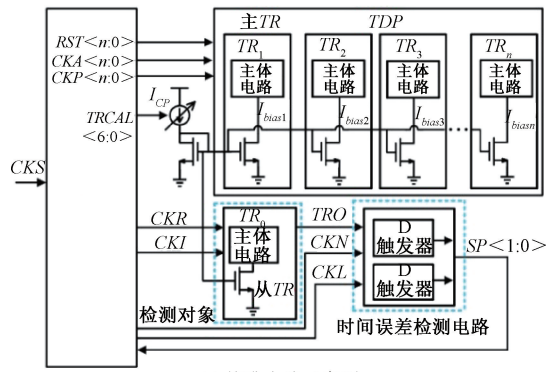 主TR TDP
RST<n:0>
CKA<n:0>
CKP<n:0>
TR1 TR2 TR3 TRn
主体电路 主体电路 主体电路 主体电路
ICP
TRCAL
<6:0>
Ibias1 Ibias2 Ibias3 ··· Ibiasn
CKS
CKR
CKI
TR0
主体电路
从TR
TRO
CKN
CKL
D
触发器
D
触发器
SP<1:0>
检测对象
时间误差检测电路